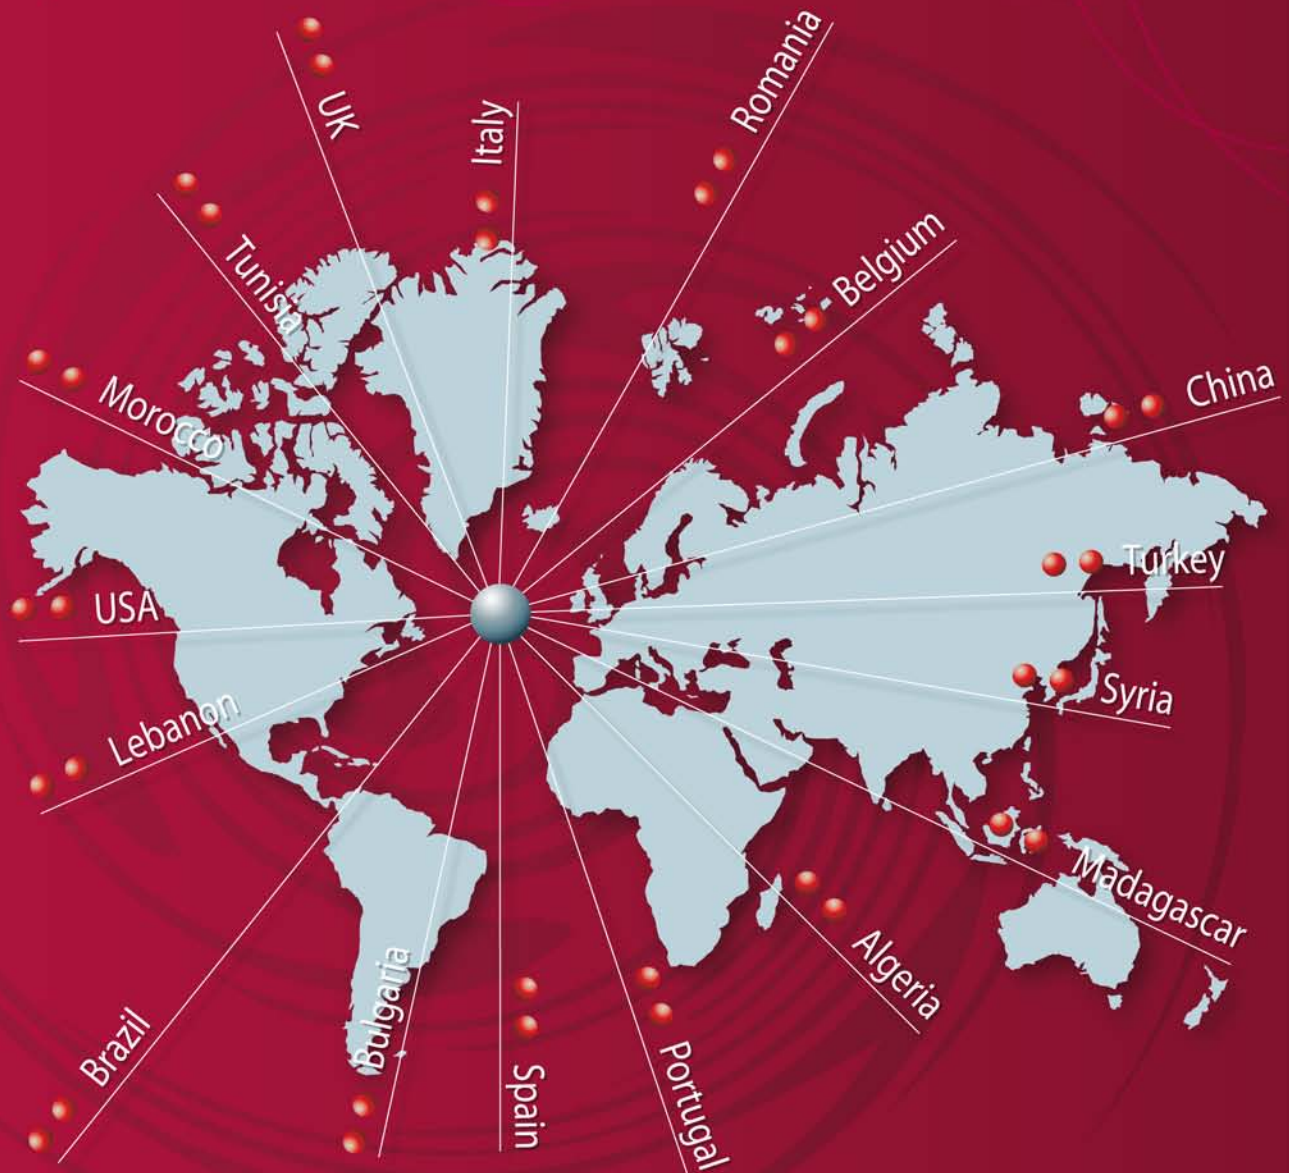 UK
Italy
Romania
Tunisia
Belgium
Morocco
China
Turkey
USA
Syria
Lebanon
Madagascar
Algeria
Brazil
Bulgaria
Spain
Portugal